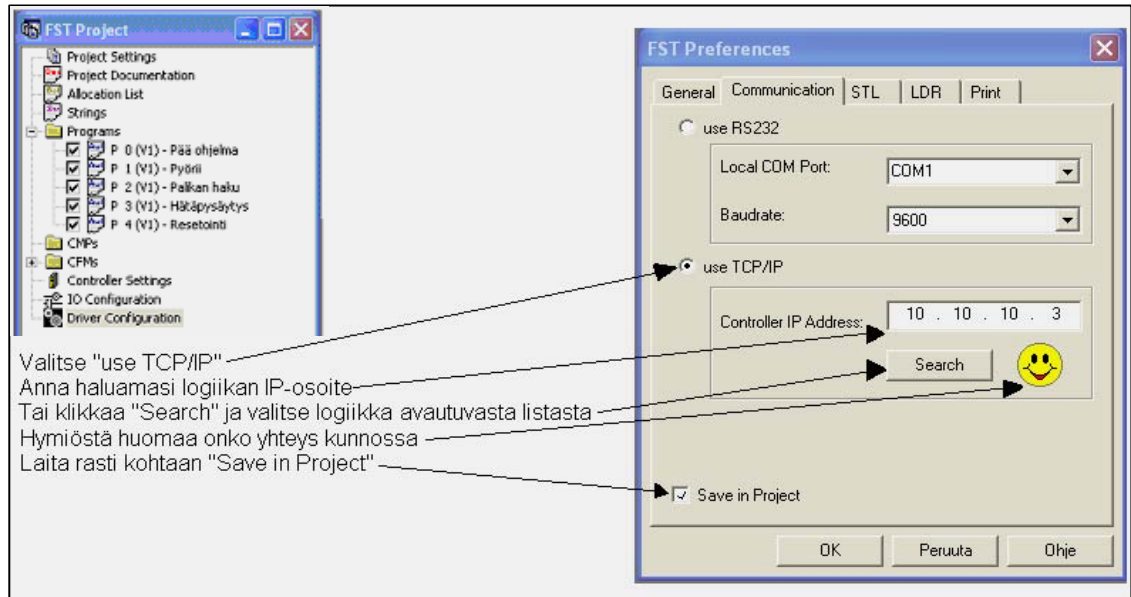 FST Project
Project Settings
Project Documentation
Allocation List
Strings
Programs
P 0 (V1) - Pää ohjelma
P 1 (V1) - Pyörii
P 2 (V1) - Palikan haku
P 3 (V1) - Hätäpysäytys
P 4 (V1) - Resetointi
CMPs
CFMs
Controller Settings
IO Configuration
Driver Configuration
Valitse "use TCP/IP"
Anna haluamasi logiikan IP-osoite
Tai klikkaa "Search" ja valitse logiikka avautuvasta listasta
Hymiöstä huomaa onko yhteys kunnossa
Laita rasti kohtaan "Save in Project"
FST Preferences
General Communication STL LDR Print
use RS232
Local COM Port: COM1
Baudrate: 9600
use TCP/IP
Controller IP Address: 10 . 10 . 10 . 3
Search
Save in Project
OK Peruuta Ohje